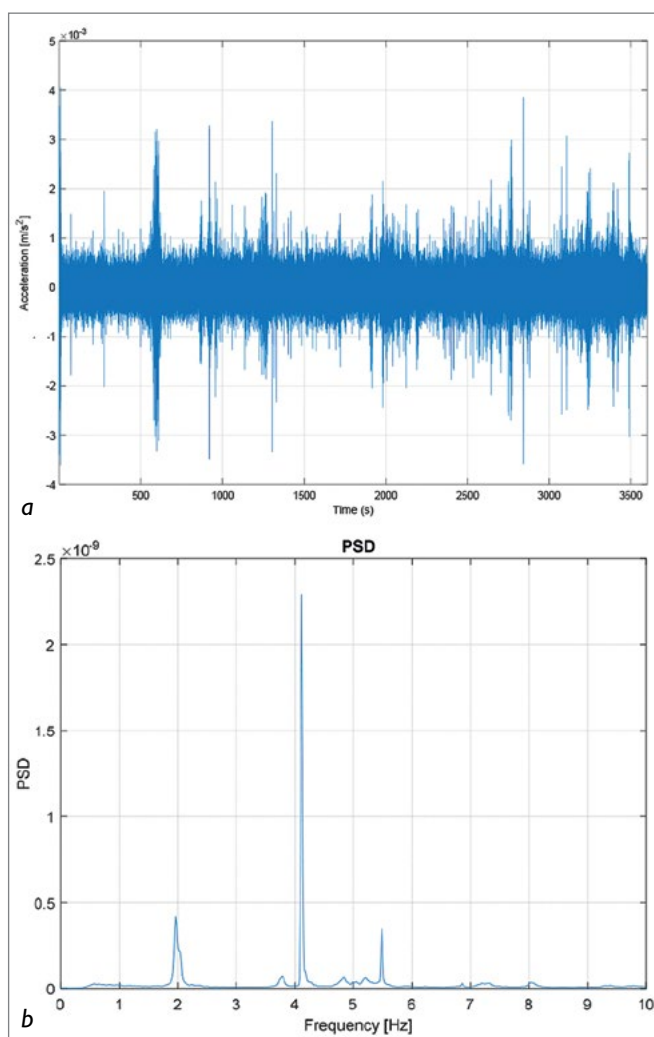 ×10⁻³
5
4
3
2
1
0
-1
-2
-3
-4
Acceleration [m/s²]
500 1000 1500 2000 2500 3000 3500
Time (s)
a
PSD
×10⁻⁹
2.5
2
1.5
1
0.5
0
PSD
0 1 2 3 4 5 6 7 8 9 10
Frequency [Hz]
b